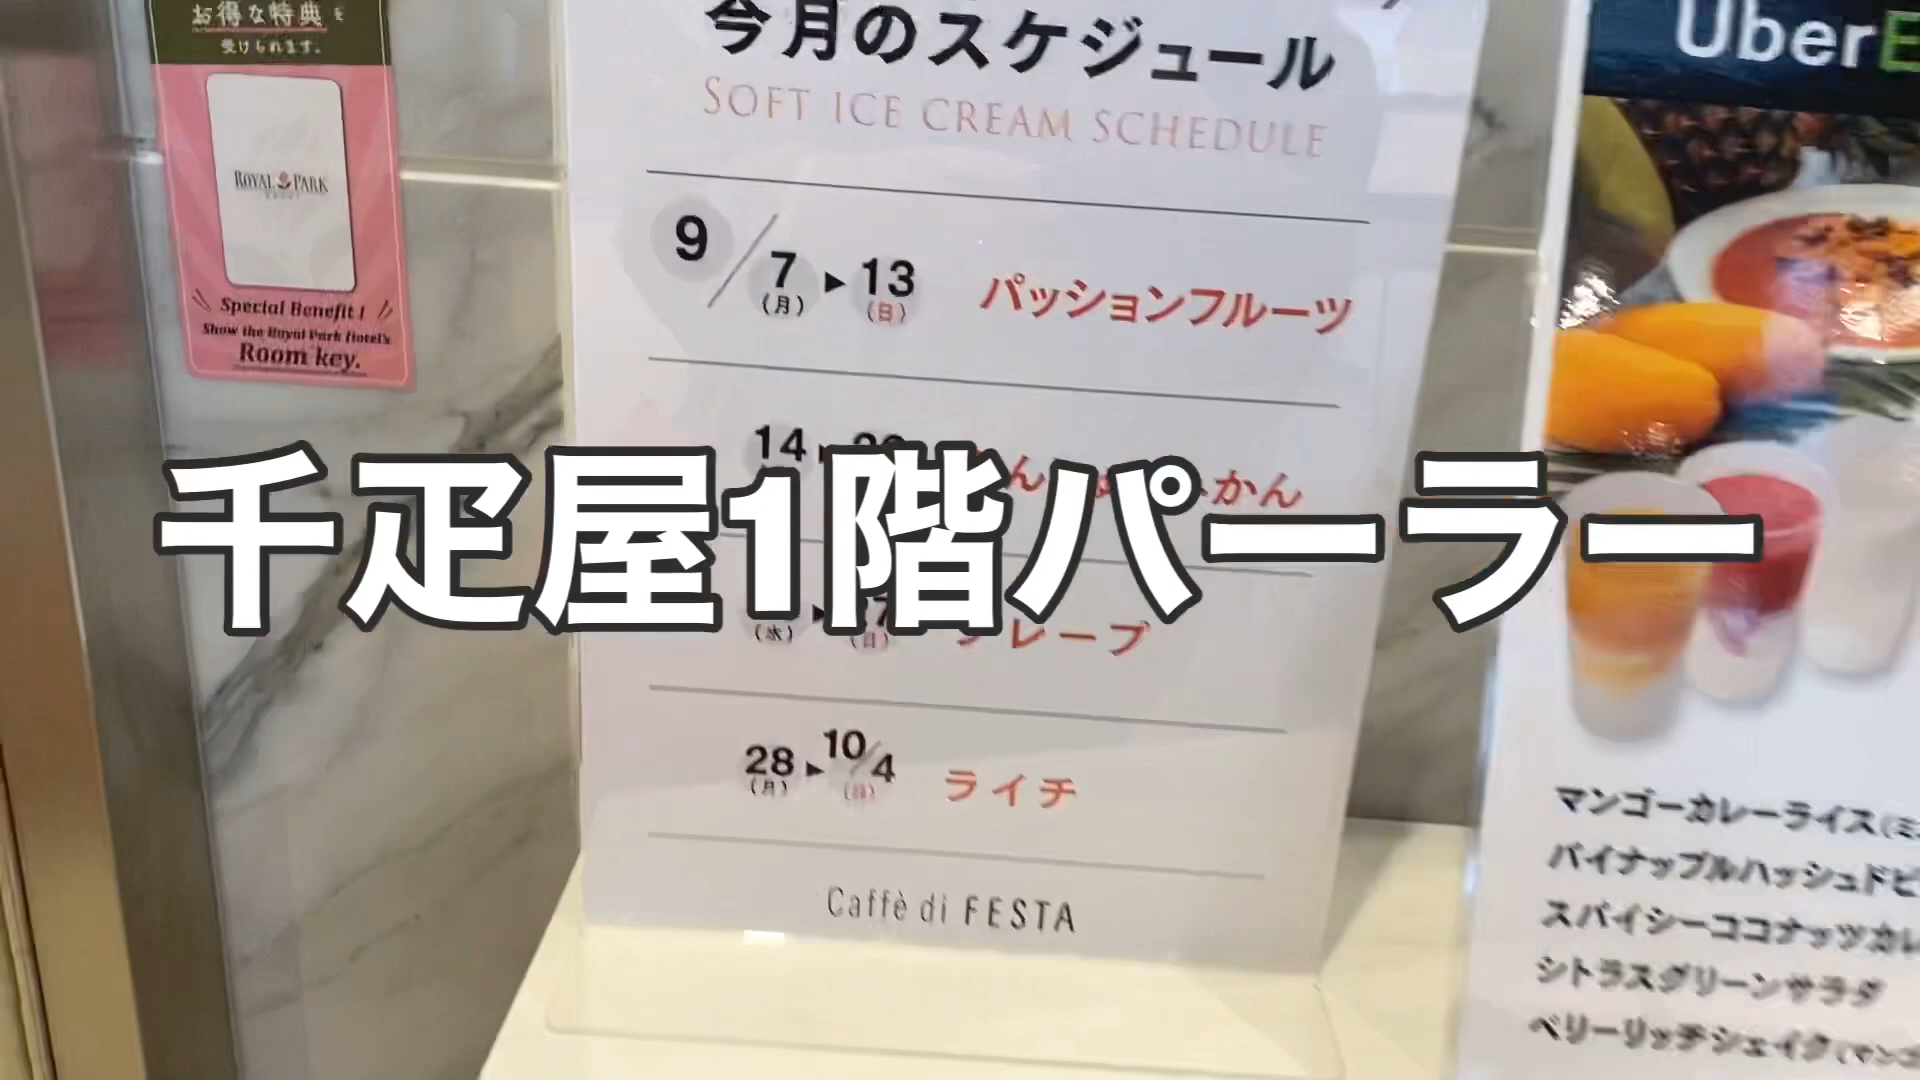 お得な特典を
受けられます。
ROYAL PARK
Special Benefit!
Show the Royal Park Hotel's
Room key.
今月のスケジュール
SOFT ICE CREAM SCHEDULE
9/7(月)▶13(日) パッションフルーツ
14
千疋屋1階パーラー
(水)▶ (日) グレープ
28(月)▶10/4(日) ライチ
Caffè di FESTA
Uber
マンゴーカレーライス
パイナップルハッシュドビ
スパイシーココナッツカレ
シトラスグリーンサラダ
ベリーリッチシェイク